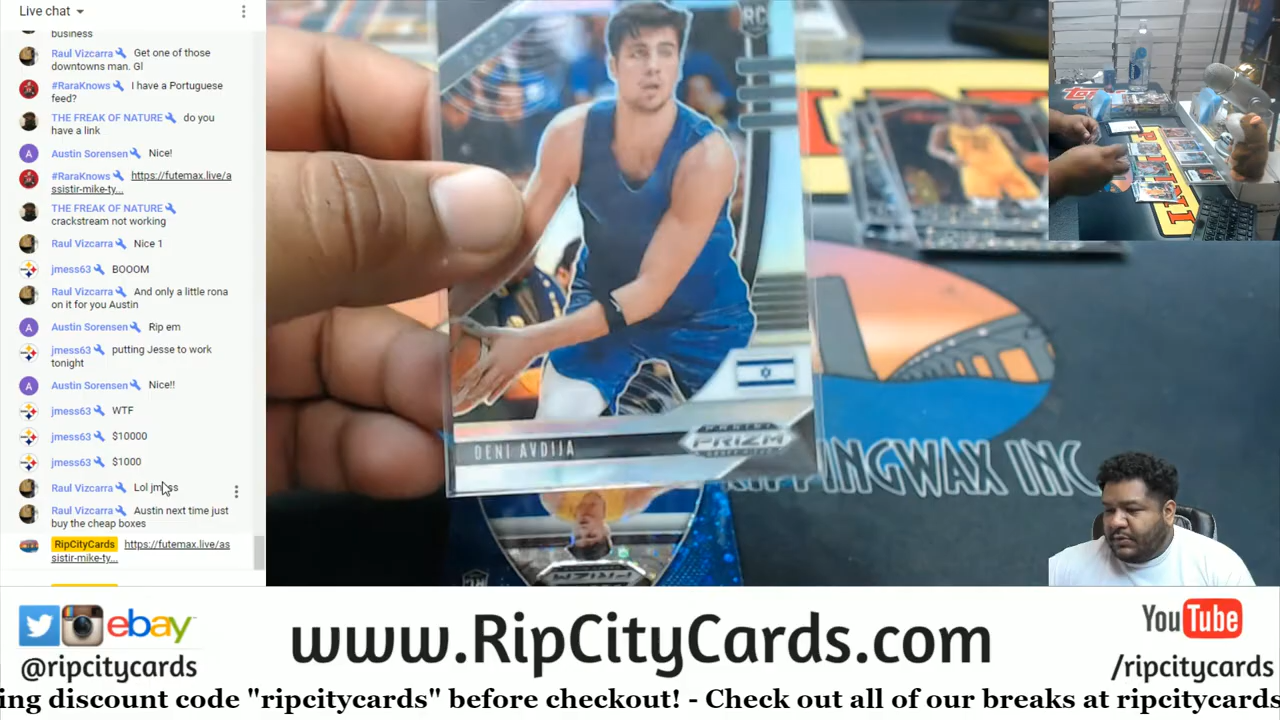 Live chat
business
Raul Vizcarra Get one of those
downtowns man. Gl
#RaraKnows I have a Portuguese
feed?
THE FREAK OF NATURE do you
have a link
A Austin Sorensen Nice!
#RaraKnows https://futemax.live/a
ssistir-mike-ty...
THE FREAK OF NATURE
crackstream not working
Raul Vizcarra Nice 1
jmess63 BOOOM
Raul Vizcarra And only a little rona
on it for you Austin
A Austin Sorensen Rip em
jmess63 putting Jesse to work
tonight
A Austin Sorensen Nice!!
jmess63 WTF
jmess63 $10000
jmess63 $1000
Raul Vizcarra Lol jmess
Raul Vizcarra Austin next time just
buy the cheap boxes
RipCityCards https://futemax.live/as
sistir-mike-ty...
RC
DENI AVDIJA
PANINI
PRIZM
PRIZM
RC
RIPPINGWAX INC
Topps
ebay
@ripcitycards
www.RipCityCards.com
YouTube
/ripcitycards
ing discount code "ripcitycards" before checkout! - Check out all of our breaks at ripcitycards